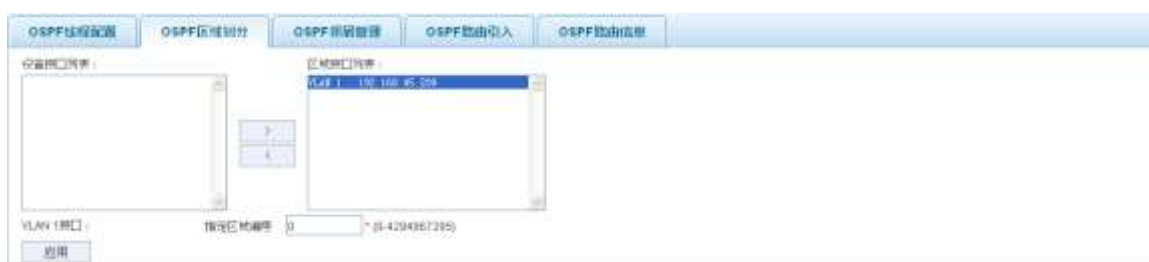 OSPF进程配置 OSPF区域划分 OSPF邻居管理 OSPF路由引入 OSPF路由信息
设备接口列表： 区域接口列表：
VLAN 1 192.168.
>
<
VLAN 1接口： 指定区域编号 0 * (0-4294967295)
应用